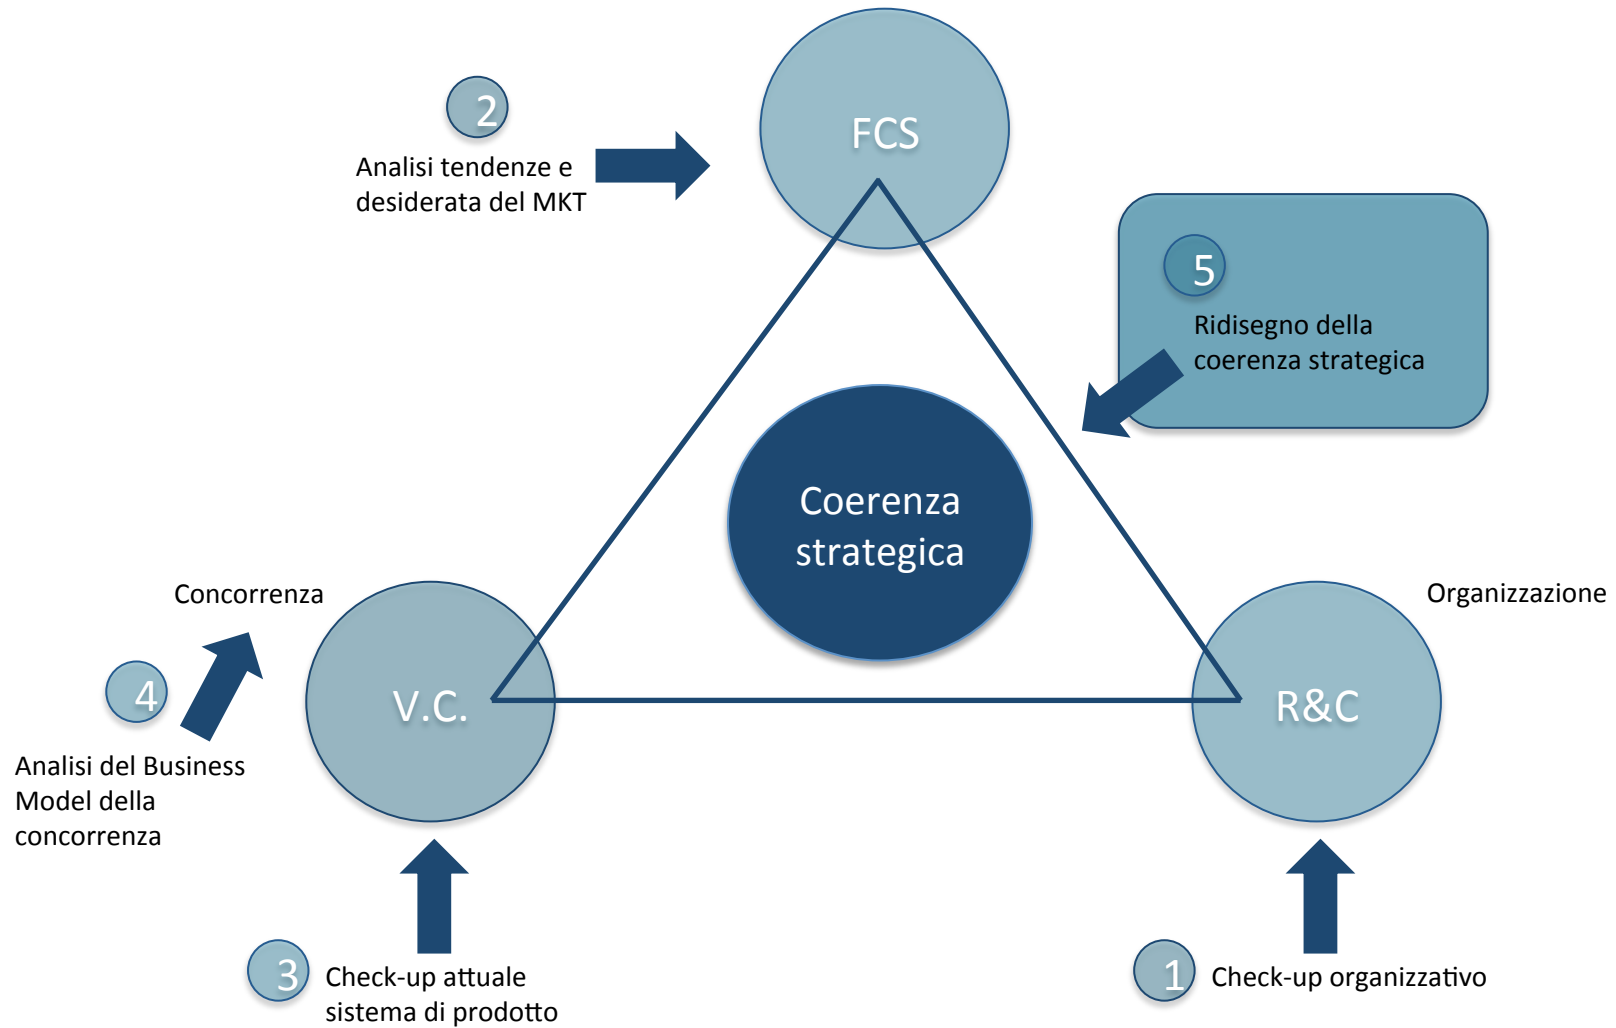 FCS
2
Analisi tendenze e
desiderata del MKT
5
Ridisegno della
coerenza strategica
Coerenza
strategica
Concorrenza
Organizzazione
4
V.C.
R&C
Analisi del Business
Model della
concorrenza
3
Check-up attuale
sistema di prodotto
1
Check-up organizzativo